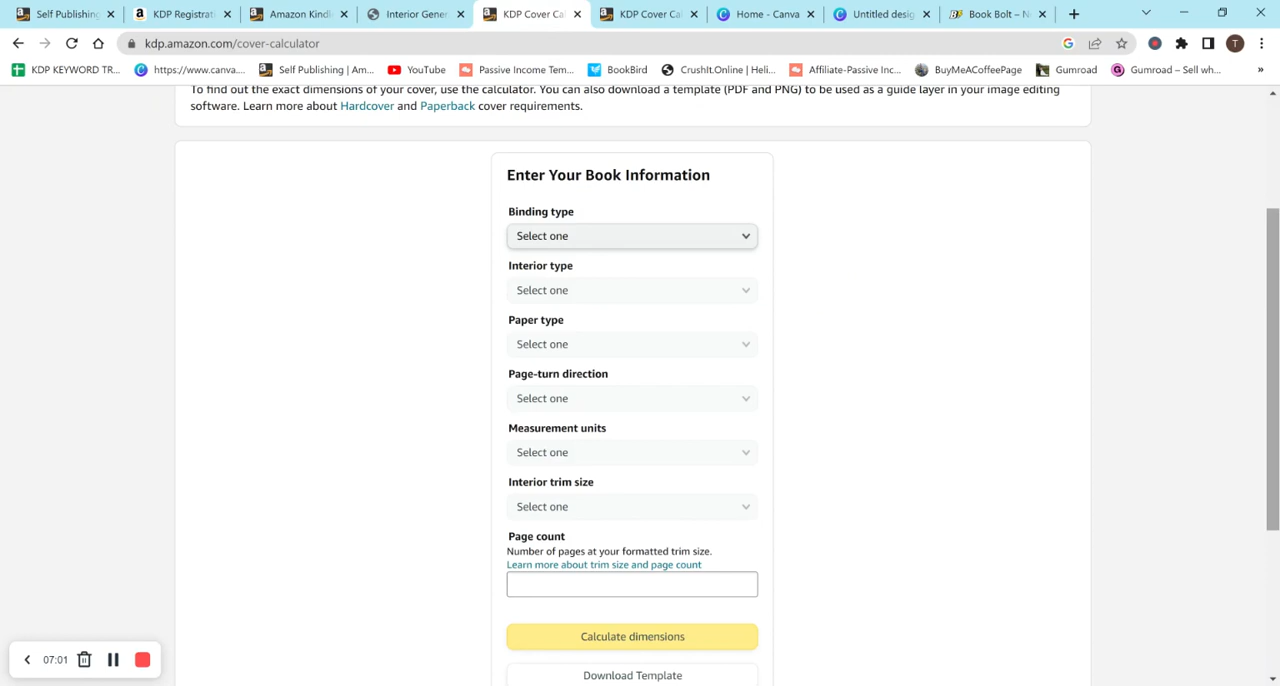 Self Publishing
KDP Registrat
Amazon Kindl
Interior Gener
KDP Cover Cal
KDP Cover Cal
Home - Canva
Untitled desig
Book Bolt – N
kdp.amazon.com/cover-calculator
T
KDP KEYWORD TR...
https://www.canva....
Self Publishing | Am...
YouTube
Passive Income Tem...
BookBird
CrushIt.Online | Heli...
Affiliate-Passive Inc...
BuyMeACoffeePage
Gumroad
Gumroad – Sell wh...
To find out the exact dimensions of your cover, use the calculator. You can also download a template (PDF and PNG) to be used as a guide layer in your image editing
software. Learn more about Hardcover and Paperback cover requirements.
Enter Your Book Information
Binding type
Select one
Interior type
Select one
Paper type
Select one
Page-turn direction
Select one
Measurement units
Select one
Interior trim size
Select one
Page count
Number of pages at your formatted trim size.
Learn more about trim size and page count
Calculate dimensions
Download Template
07:01